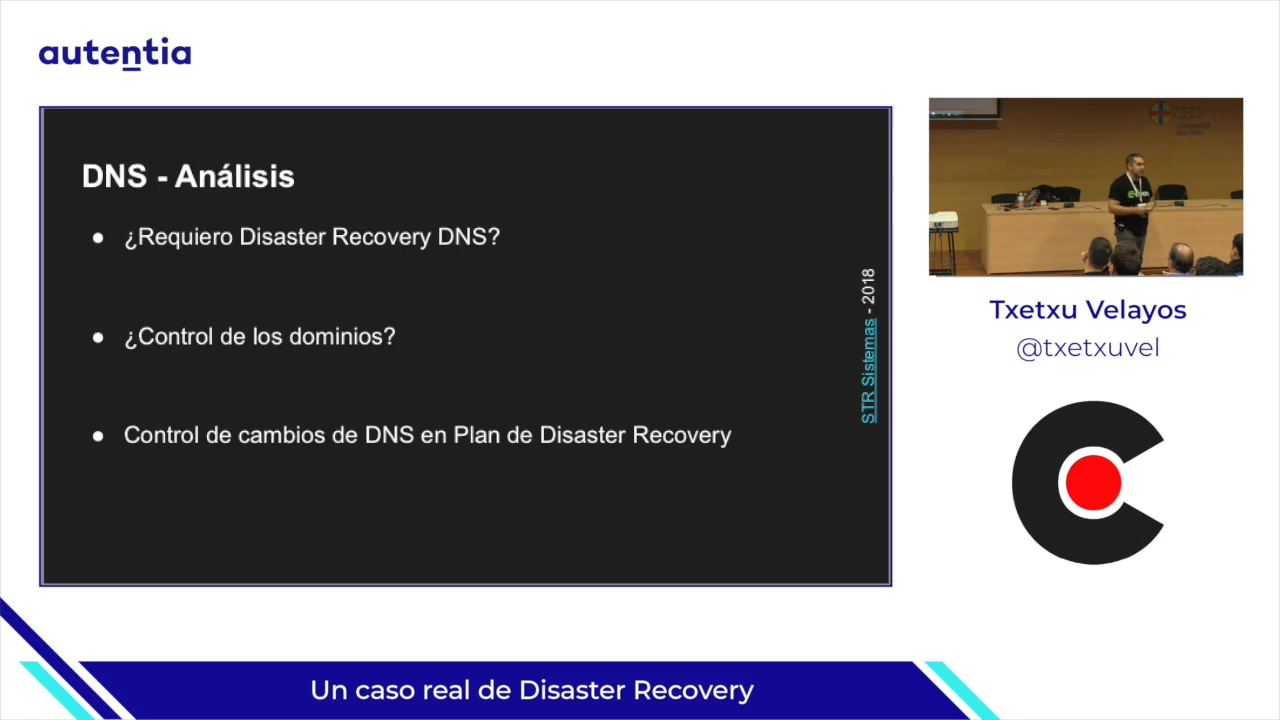 autentia
DNS - Análisis
● ¿Requiero Disaster Recovery DNS?
● ¿Control de los dominios?
● Control de cambios de DNS en Plan de Disaster Recovery
STR Sistemas - 2018
Txetxu Velayos
@txetxuvel
Un caso real de Disaster Recovery